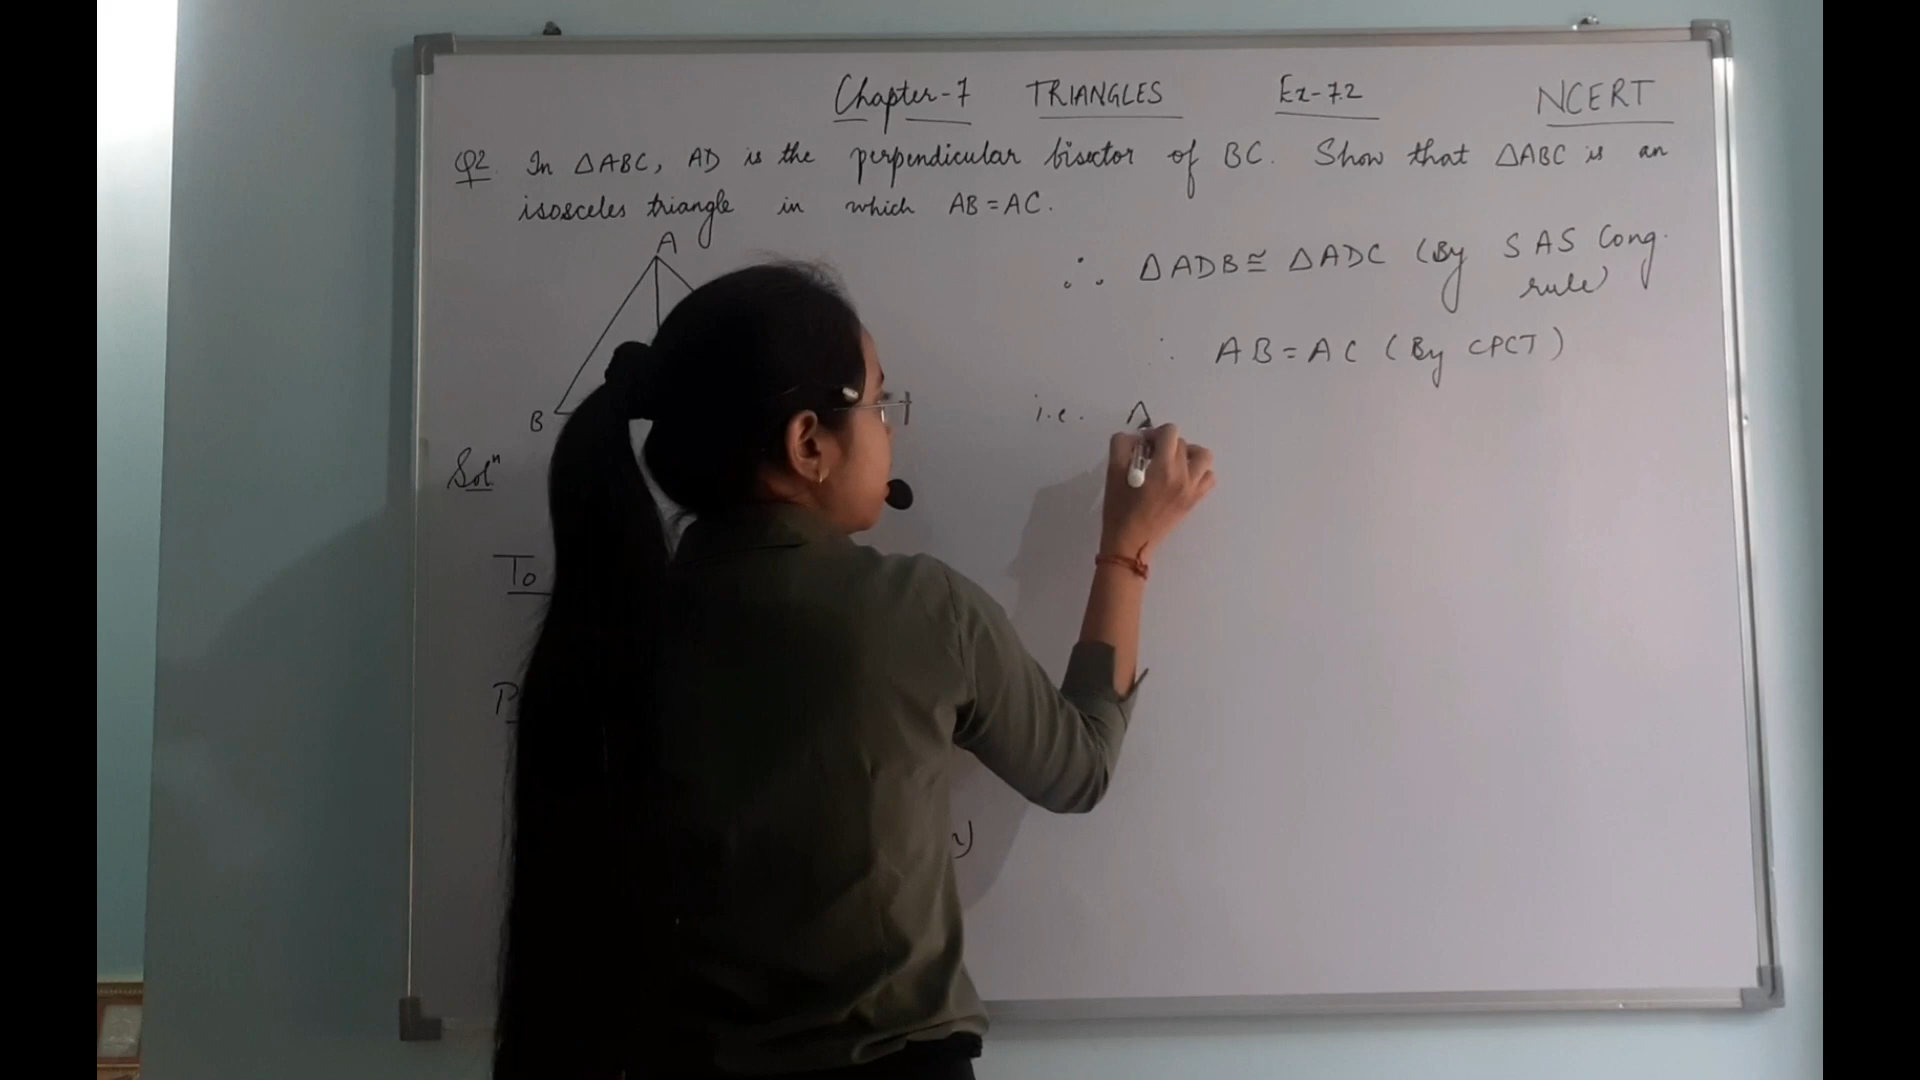 Chapter-7 TRIANGLES Ex-7.2 NCERT
Q2. In △ABC, AD is the perpendicular bisector of BC. Show that △ABC is an
isosceles triangle in which AB=AC.
A
B
Solⁿ
To
∴ △ADB≅ △ADC (By SAS Cong.
rule)
∴ AB=AC (By CPCT)
i.e. △